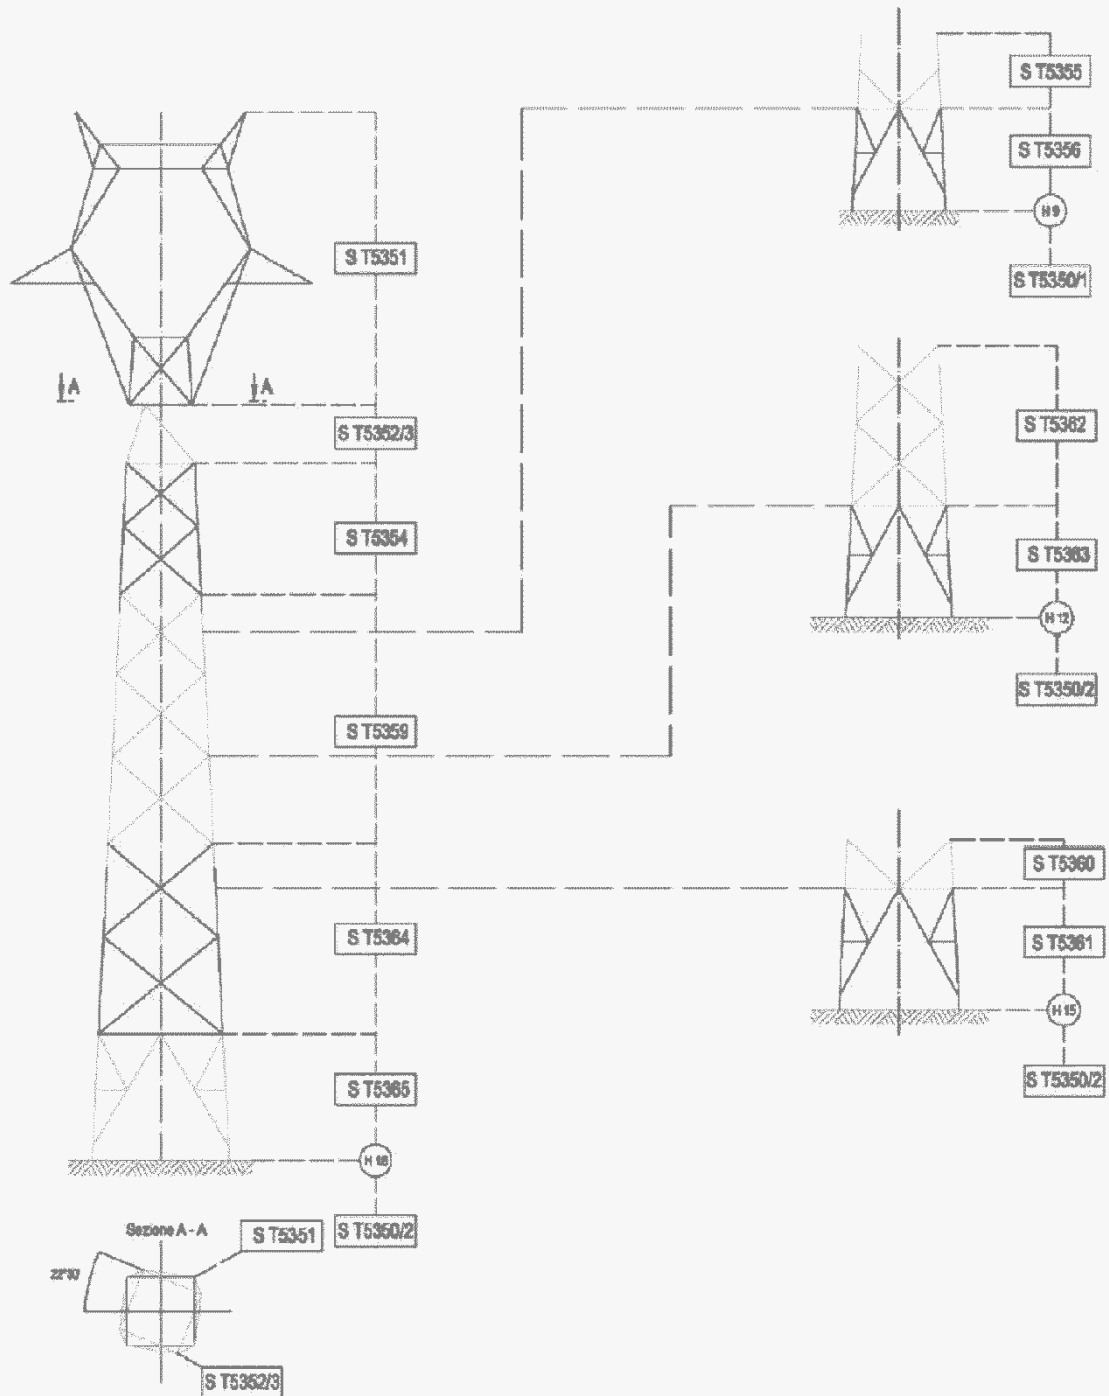 S T5355
S T5356
H 9
S T5350/1
S T5351
A
A
S T5352/3
S T5354
S T5359
S T5364
S T5365
H 18
S T5350/2
S T5362
S T5363
H 12
S T5350/2
S T5360
S T5361
H 15
S T5350/2
Sezione A - A
S T5351
22°30'
S T5352/3